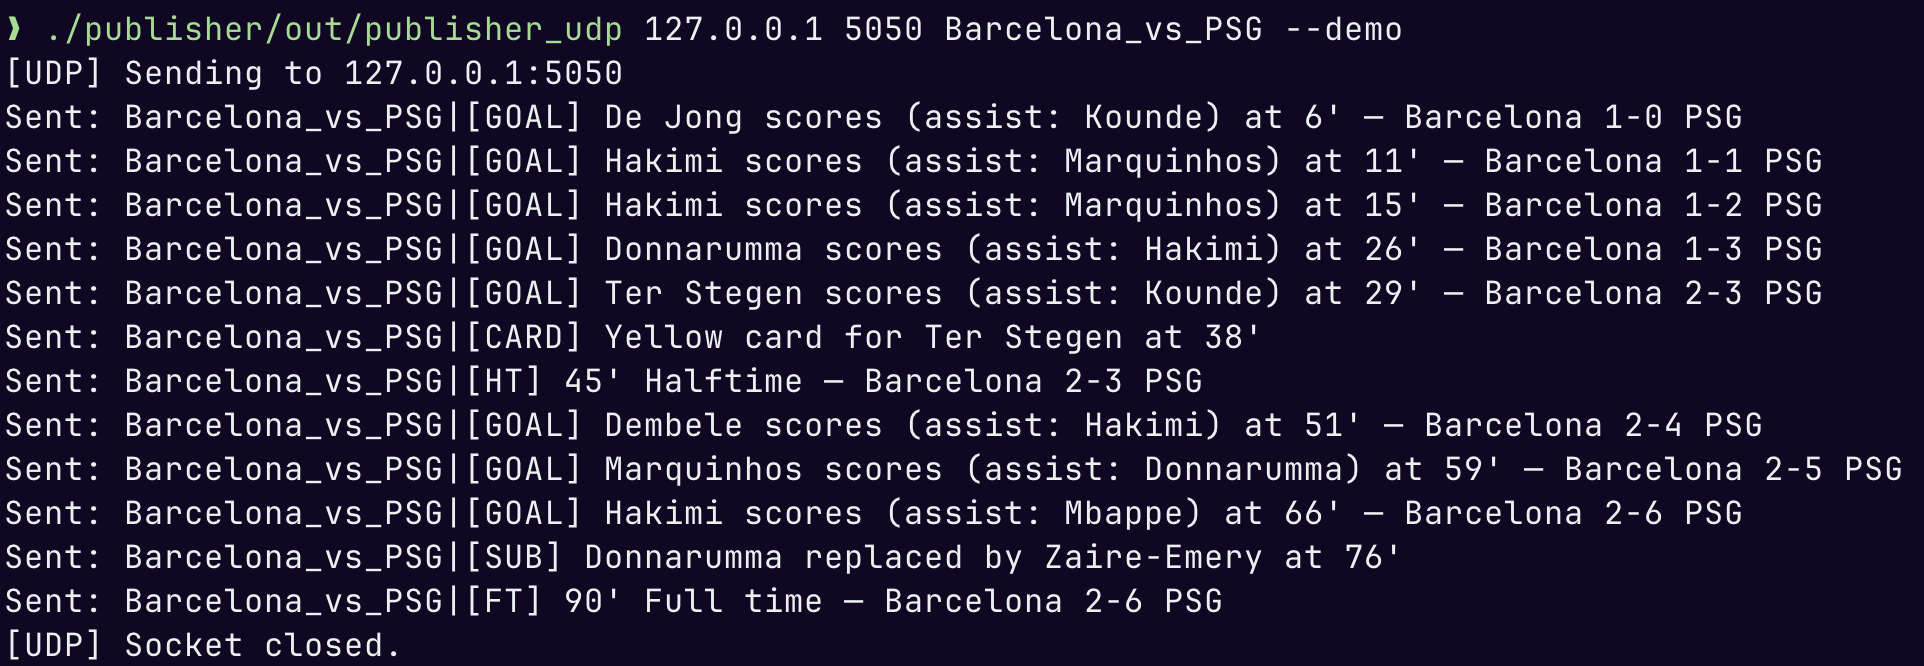 ❯ ./publisher/out/publisher_udp 127.0.0.1 5050 Barcelona_vs_PSG --demo
[UDP] Sending to 127.0.0.1:5050
Sent: Barcelona_vs_PSG|[GOAL] De Jong scores (assist: Kounde) at 6' — Barcelona 1-0 PSG
Sent: Barcelona_vs_PSG|[GOAL] Hakimi scores (assist: Marquinhos) at 11' — Barcelona 1-1 PSG
Sent: Barcelona_vs_PSG|[GOAL] Hakimi scores (assist: Marquinhos) at 15' — Barcelona 1-2 PSG
Sent: Barcelona_vs_PSG|[GOAL] Donnarumma scores (assist: Hakimi) at 26' — Barcelona 1-3 PSG
Sent: Barcelona_vs_PSG|[GOAL] Ter Stegen scores (assist: Kounde) at 29' — Barcelona 2-3 PSG
Sent: Barcelona_vs_PSG|[CARD] Yellow card for Ter Stegen at 38'
Sent: Barcelona_vs_PSG|[HT] 45' Halftime — Barcelona 2-3 PSG
Sent: Barcelona_vs_PSG|[GOAL] Dembele scores (assist: Hakimi) at 51' — Barcelona 2-4 PSG
Sent: Barcelona_vs_PSG|[GOAL] Marquinhos scores (assist: Donnarumma) at 59' — Barcelona 2-5 PSG
Sent: Barcelona_vs_PSG|[GOAL] Hakimi scores (assist: Mbappe) at 66' — Barcelona 2-6 PSG
Sent: Barcelona_vs_PSG|[SUB] Donnarumma replaced by Zaire-Emery at 76'
Sent: Barcelona_vs_PSG|[FT] 90' Full time — Barcelona 2-6 PSG
[UDP] Socket closed.